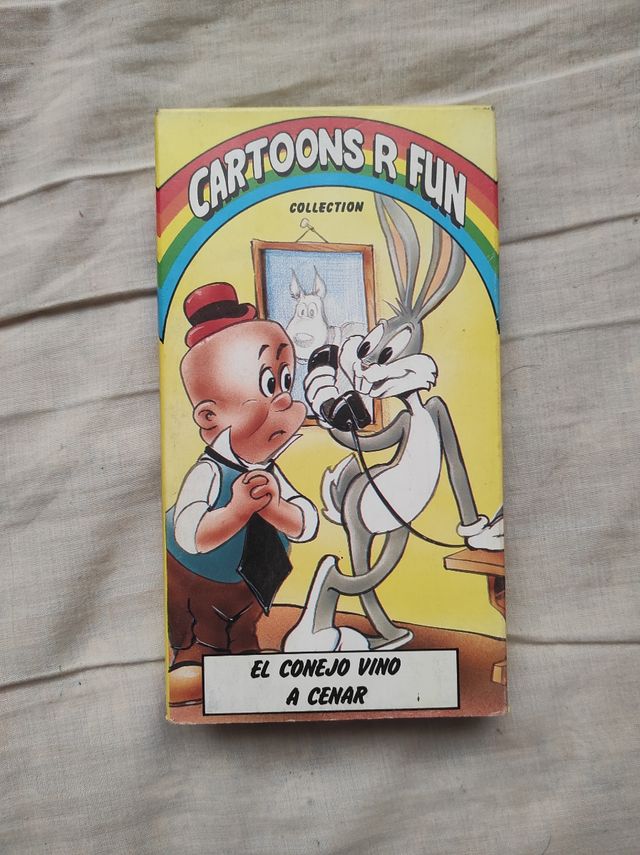 CARTOONS R FUN
COLLECTION
EL CONEJO VINO
A CENAR